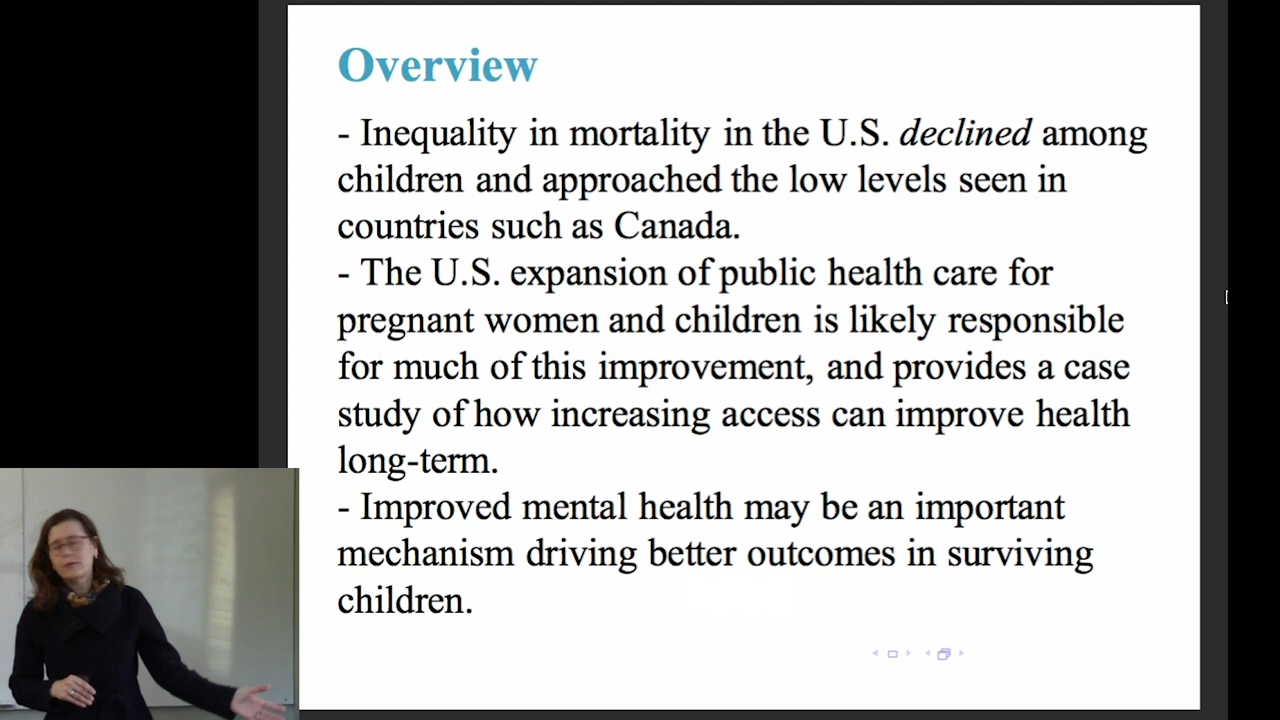 Overview
- Inequality in mortality in the U.S. declined among
children and approached the low levels seen in
countries such as Canada.
- The U.S. expansion of public health care for
pregnant women and children is likely responsible
for much of this improvement, and provides a case
study of how increasing access can improve health
long-term.
- Improved mental health may be an important
mechanism driving better outcomes in surviving
children.